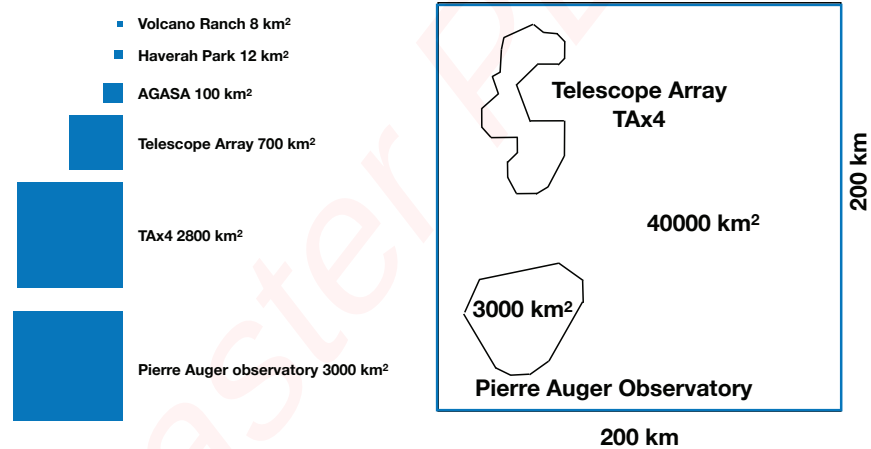 Volcano Ranch 8 km²
Haverah Park 12 km²
AGASA 100 km²
Telescope Array 700 km²
TAx4 2800 km²
Pierre Auger observatory 3000 km²
Telescope Array
TAx4
200 km
40000 km²
3000 km²
Pierre Auger Observatory
200 km